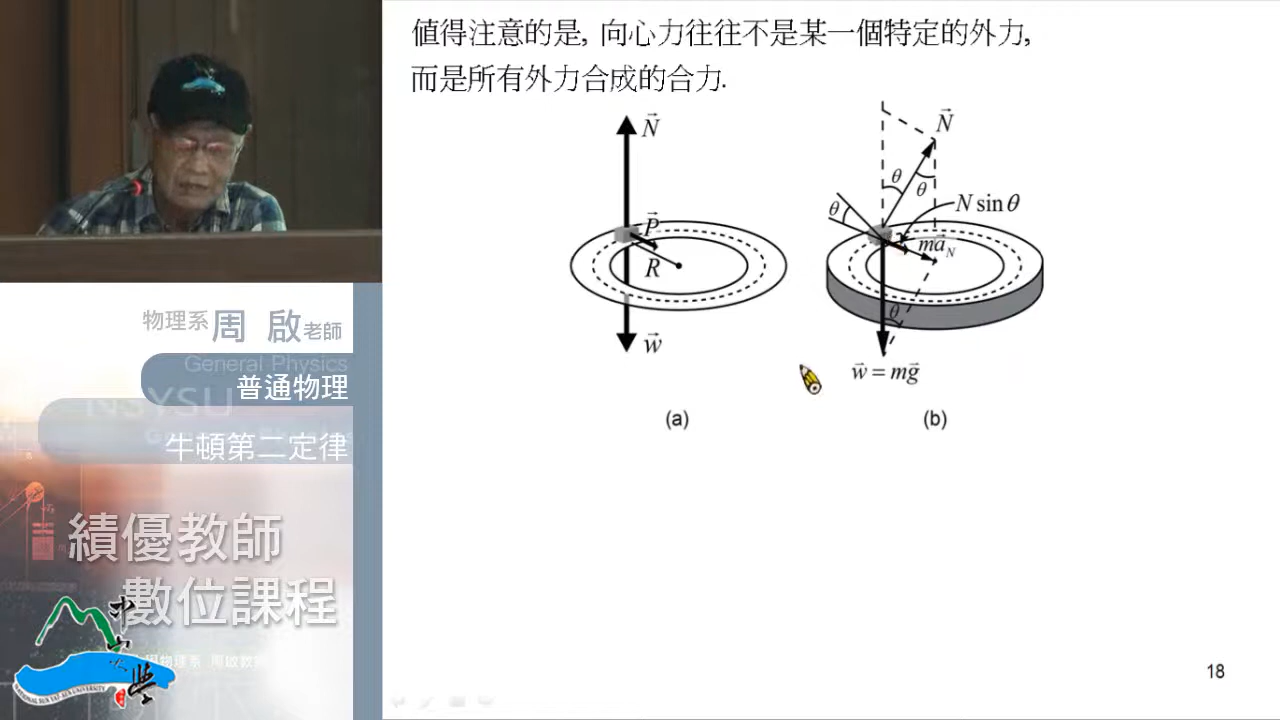 值得注意的是, 向心力往往不是某一個特定的外力,
而是所有外力合成的合力.
N
P
R
w
(a)
N
θ
θ
θ
N sin θ
ma_N
θ
w = mg
(b)
物理系 周 啟 老師
General Physics
普通物理
NSYSU
牛頓第二定律
績優教師
數位課程
18